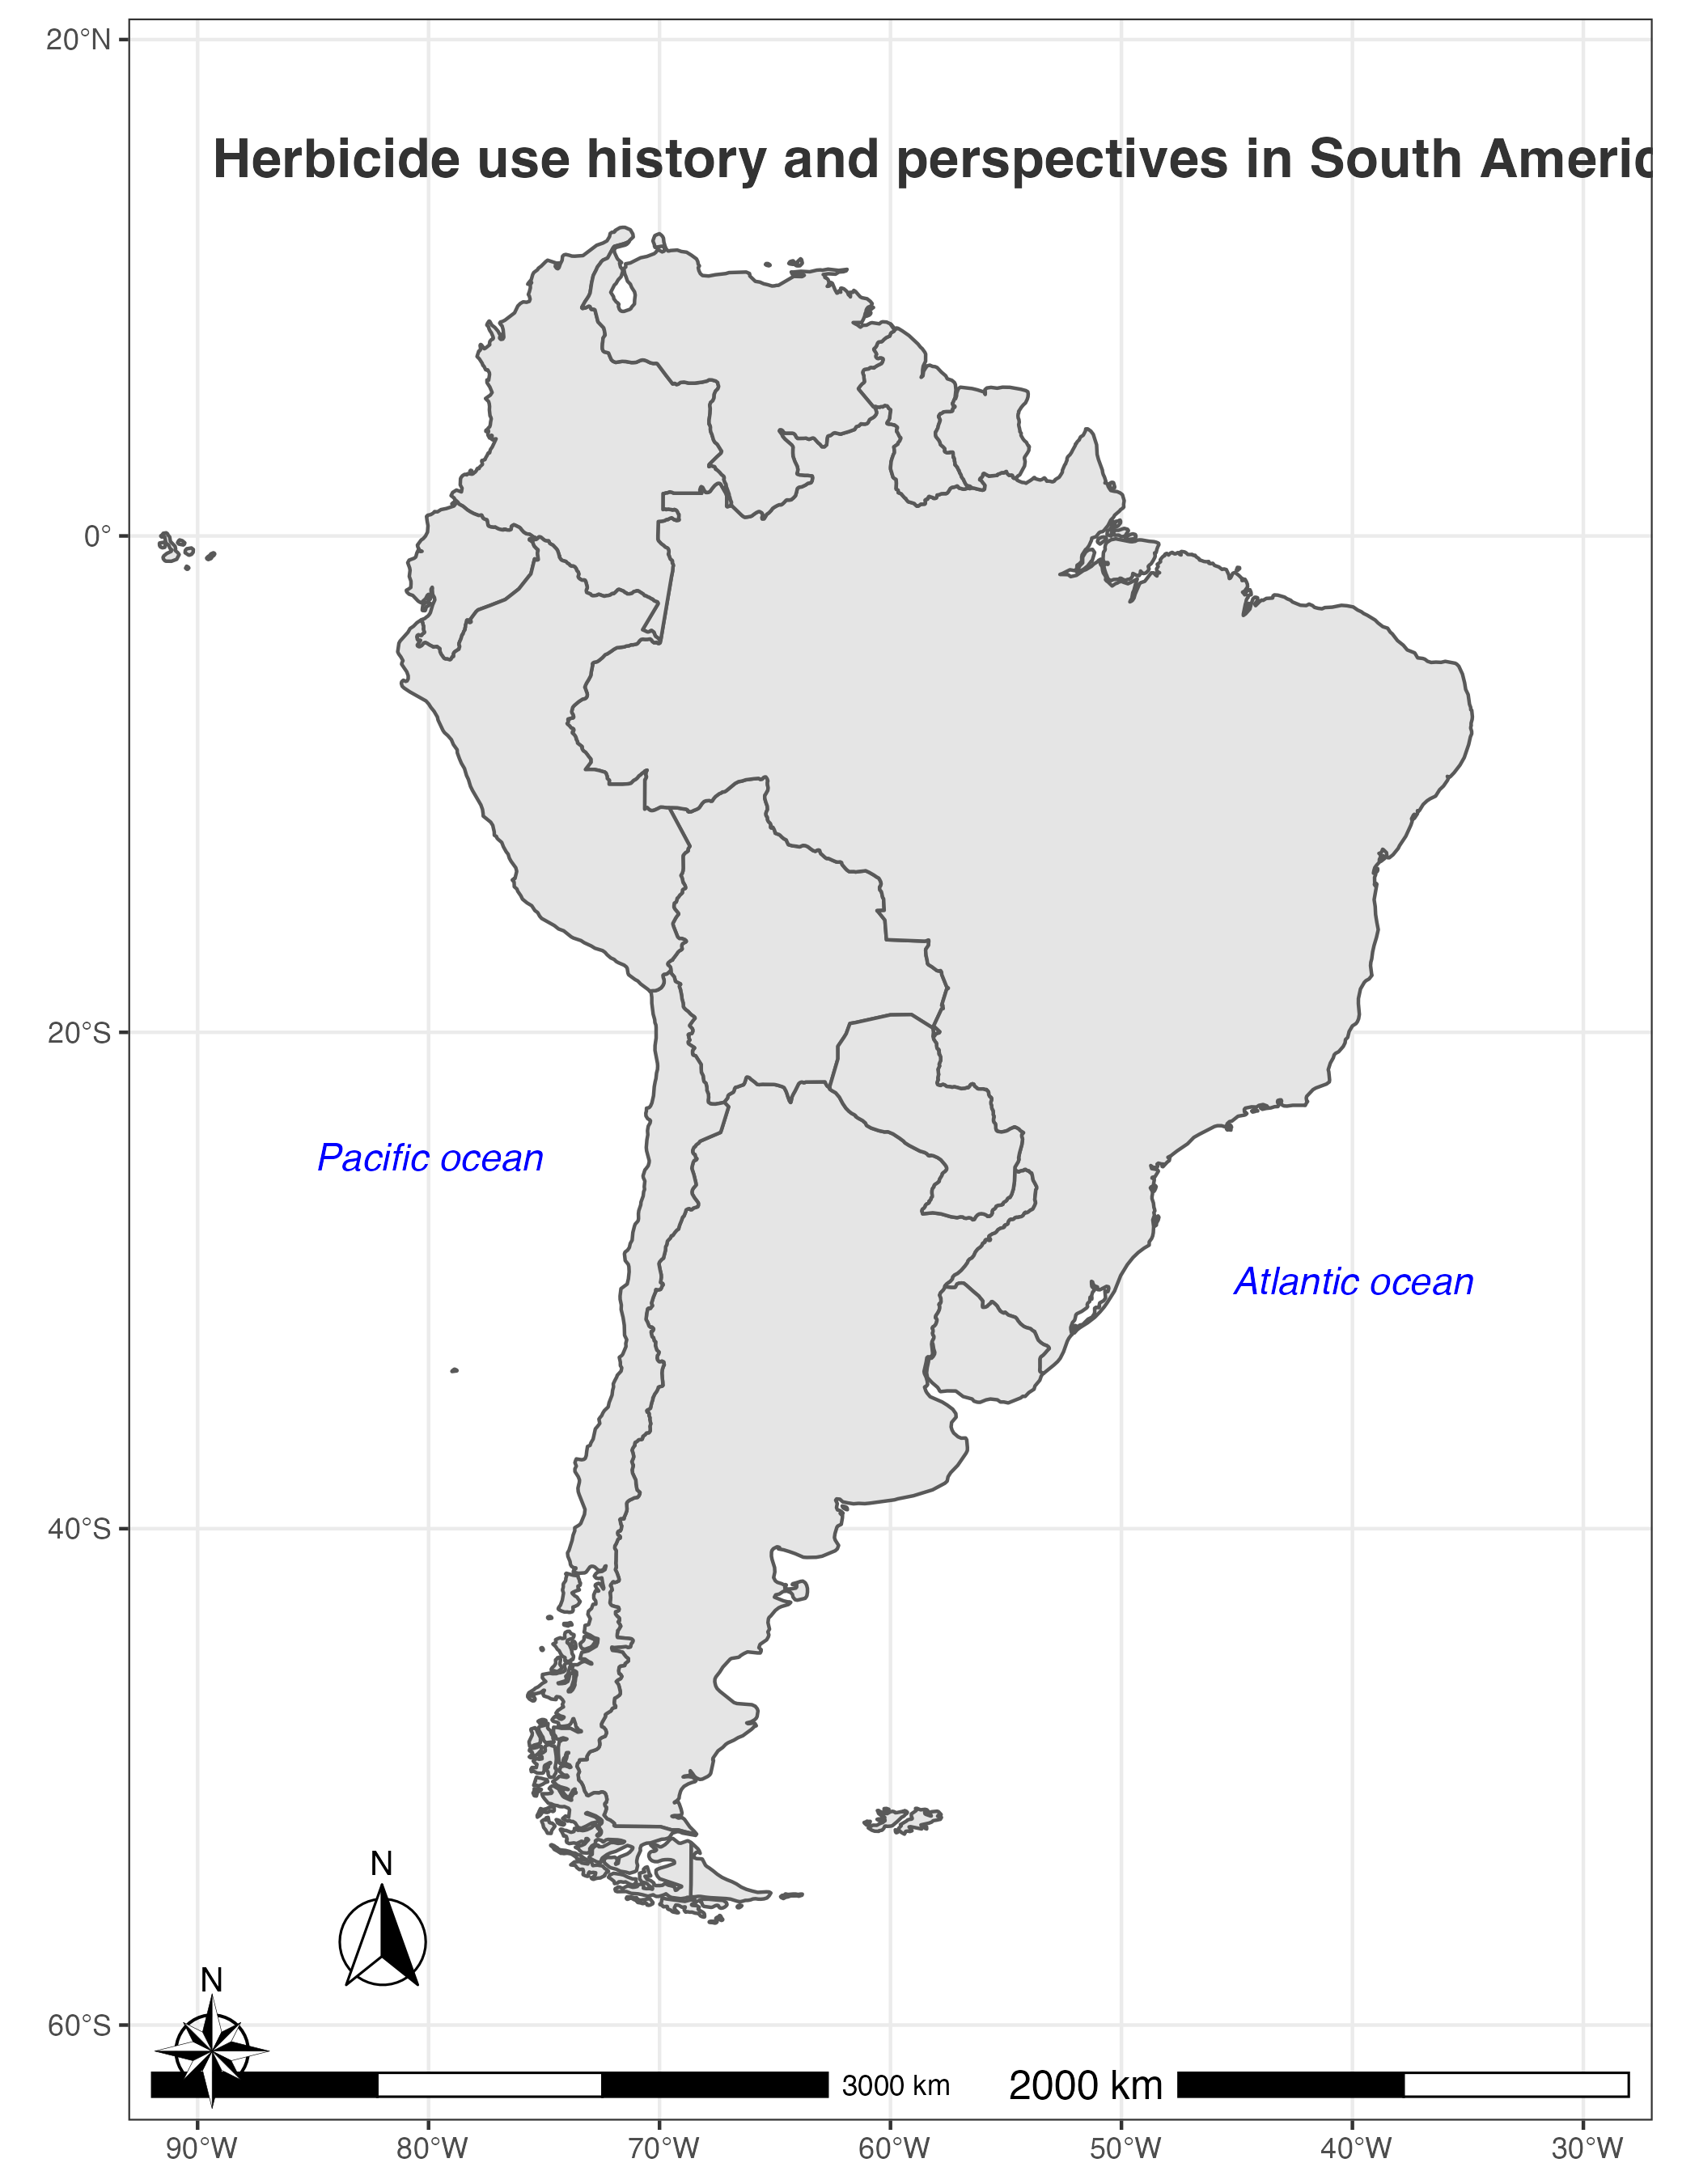 20°N
Herbicide use history and perspectives in South Americ
0°
20°S
Pacific ocean
Atlantic ocean
40°S
N
N
60°S
3000 km
2000 km
90°W 80°W 70°W 60°W 50°W 40°W 30°W